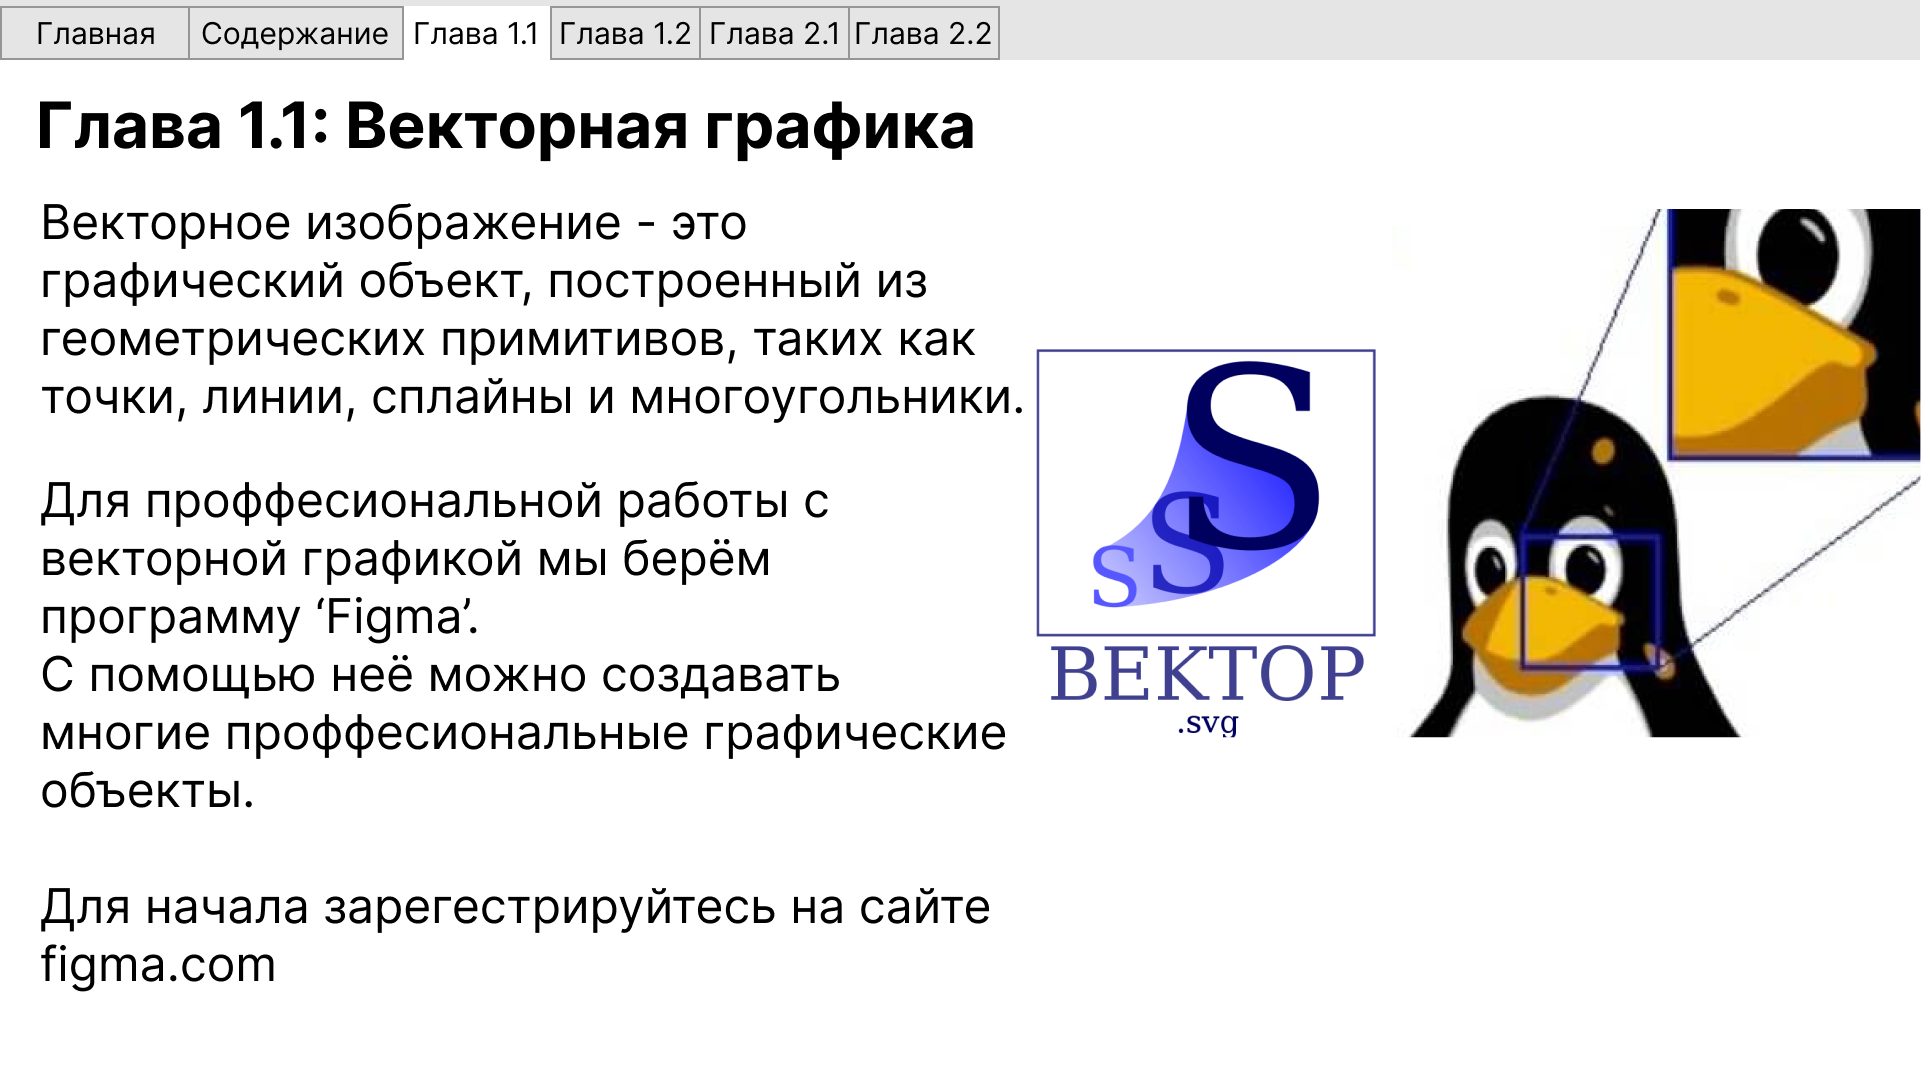 Главная Содержание Глава 1.1 Глава 1.2 Глава 2.1 Глава 2.2
Глава 1.1: Векторная графика
Векторное изображение - это
графический объект, построенный из
геометрических примитивов, таких как
точки, линии, сплайны и многоугольники.
Для проффесиональной работы с
векторной графикой мы берём
программу ‘Figma’.
С помощью неё можно создавать
многие проффесиональные графические
объекты.
Для начала зарегестрируйтесь на сайте
figma.com
S S S
ВЕКТОР
.svg